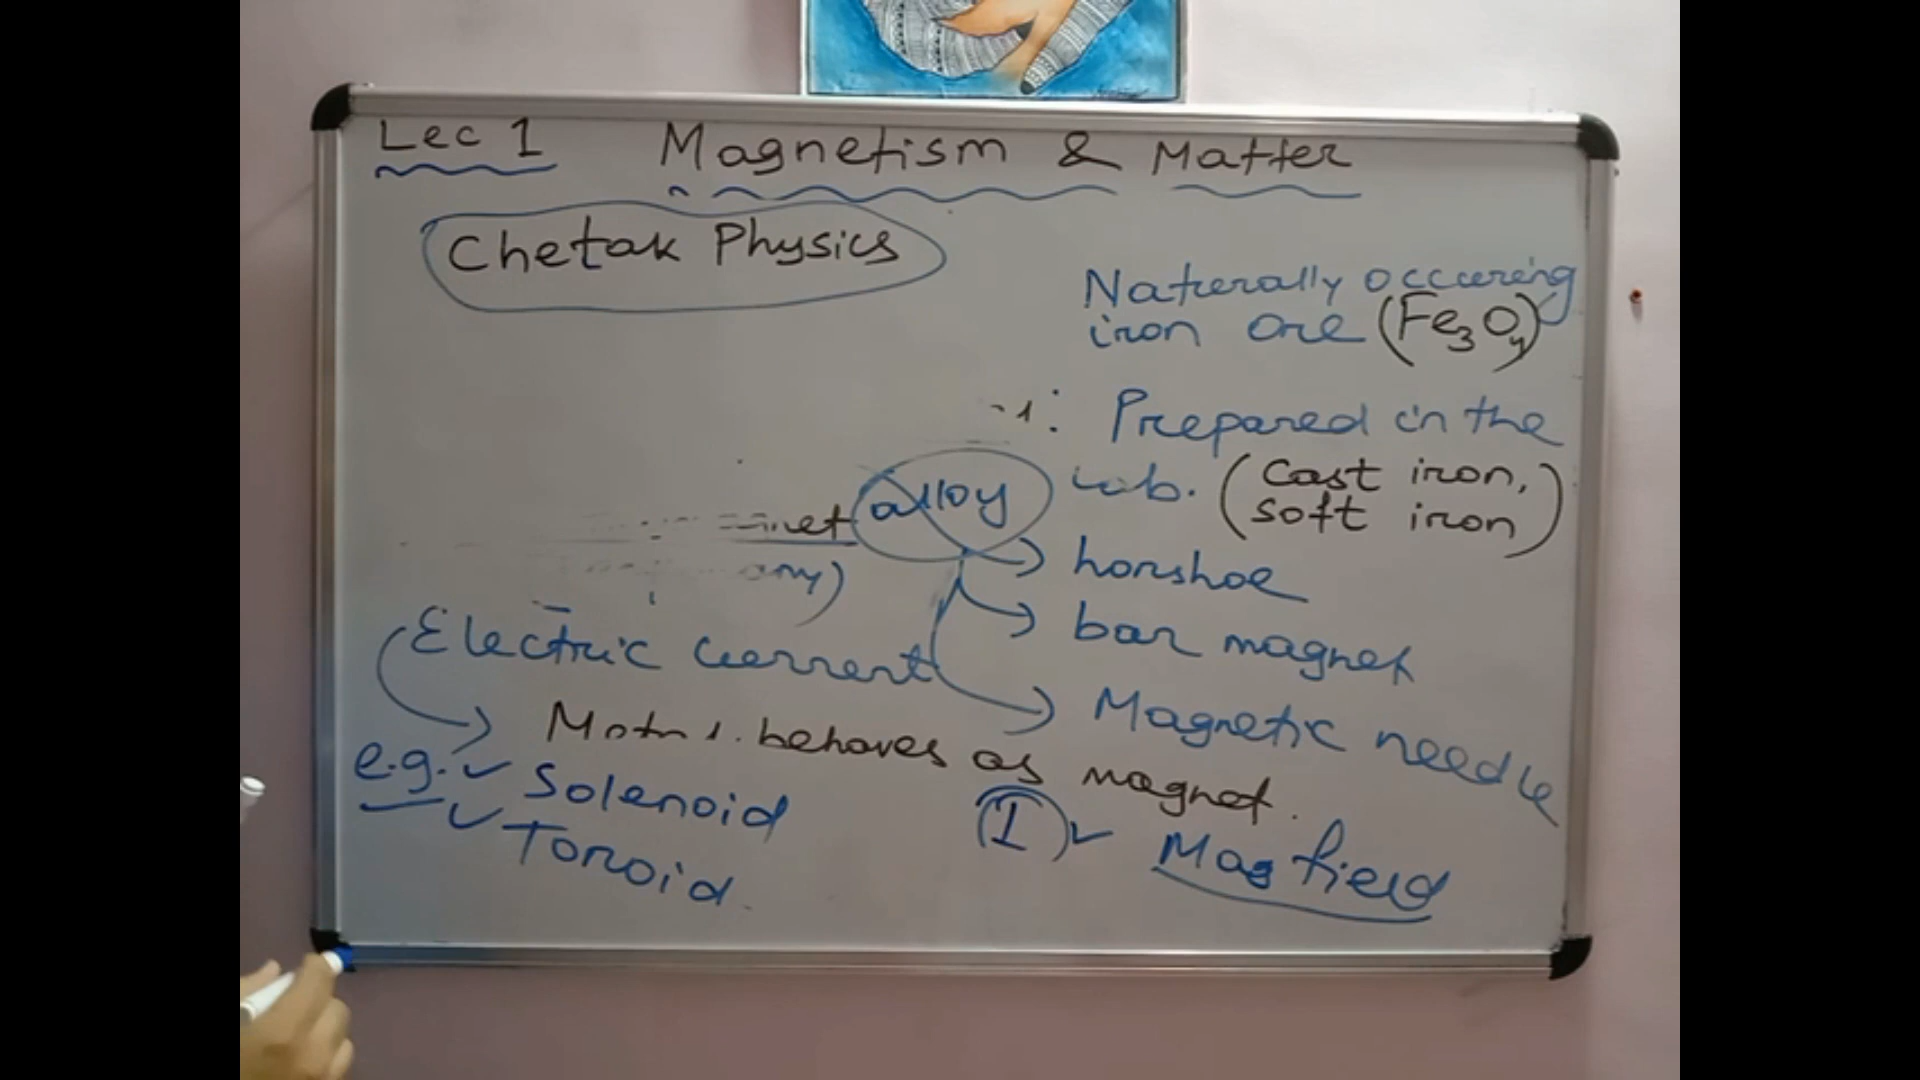 Lec 1 Magnetism & Matter
Chetak Physics
Naturally occuring
iron ore (Fe3O4)
: Prepared in the
Lab. (Cast iron,
Soft iron)
alloy
horshoe
bar magnet
Magnetic needle
Electric current
behaves as magnet.
e.g. Solenoid
Toroid.
(I) Mag field